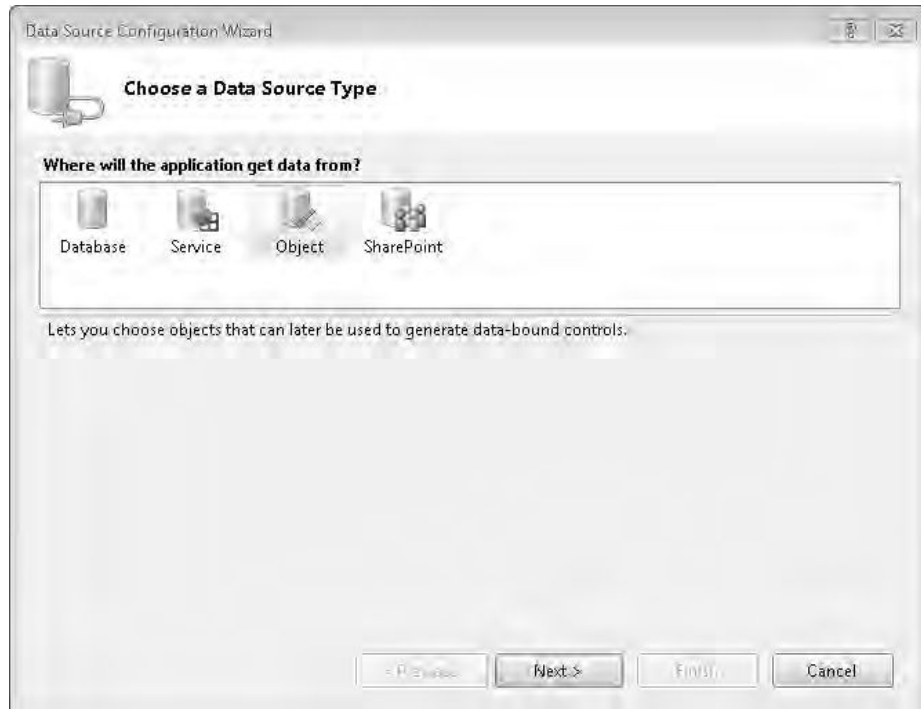 Data Source Configuration Wizard
Choose a Data Source Type
Where will the application get data from?
Database Service Object SharePoint
Lets you choose objects that can later be used to generate data-bound controls.
< Previous Next > Finish Cancel